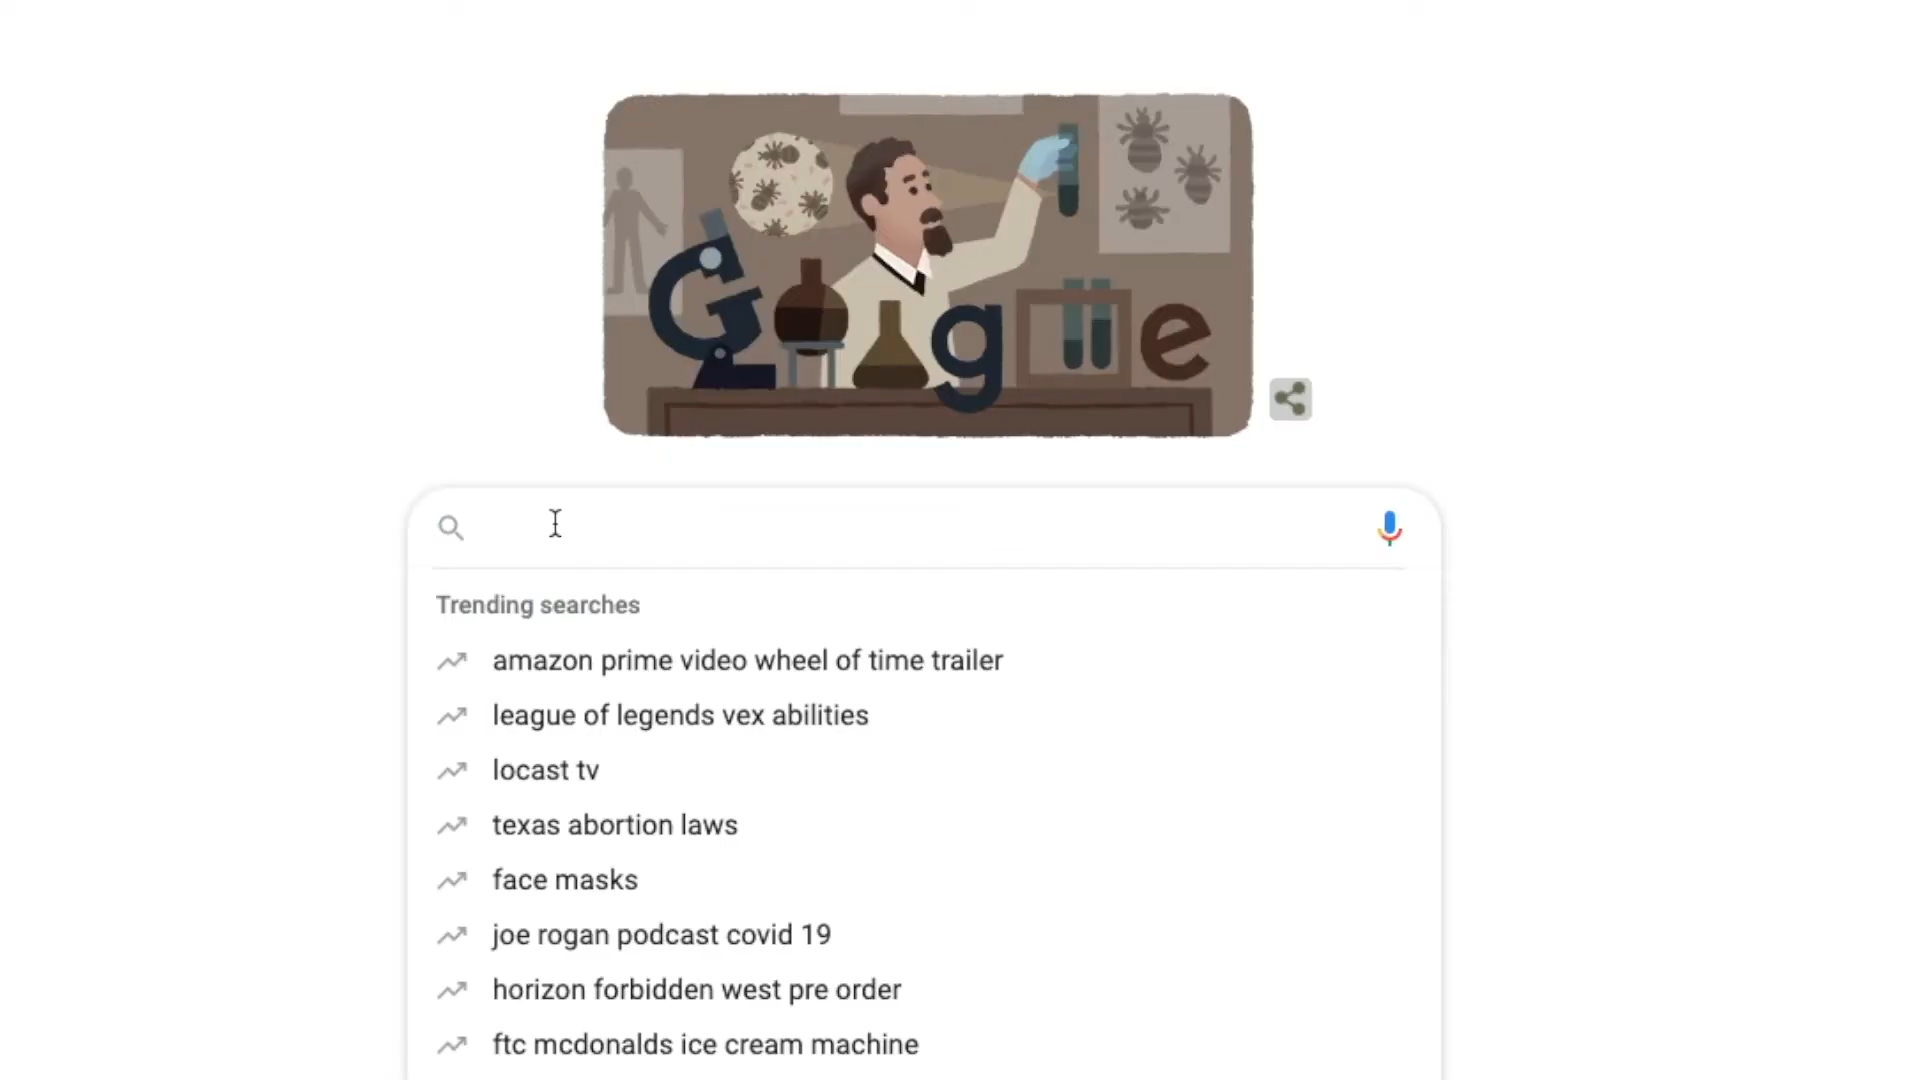 Google
Trending searches
amazon prime video wheel of time trailer
league of legends vex abilities
locast tv
texas abortion laws
face masks
joe rogan podcast covid 19
horizon forbidden west pre order
ftc mcdonalds ice cream machine